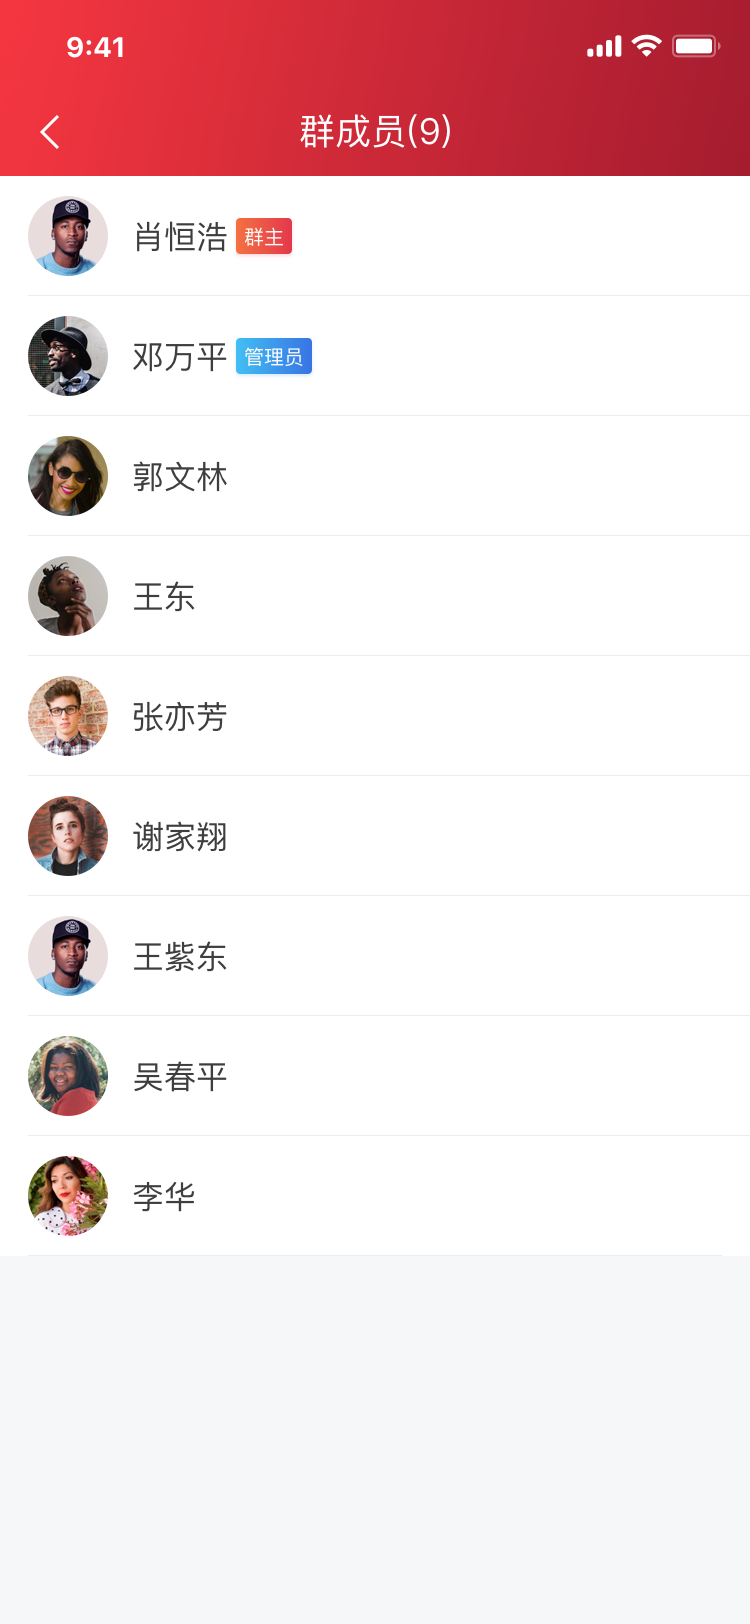 9:41
群成员(9)
肖恒浩 群主
邓万平 管理员
郭文林
王东
张亦芳
谢家翔
王紫东
吴春平
李华